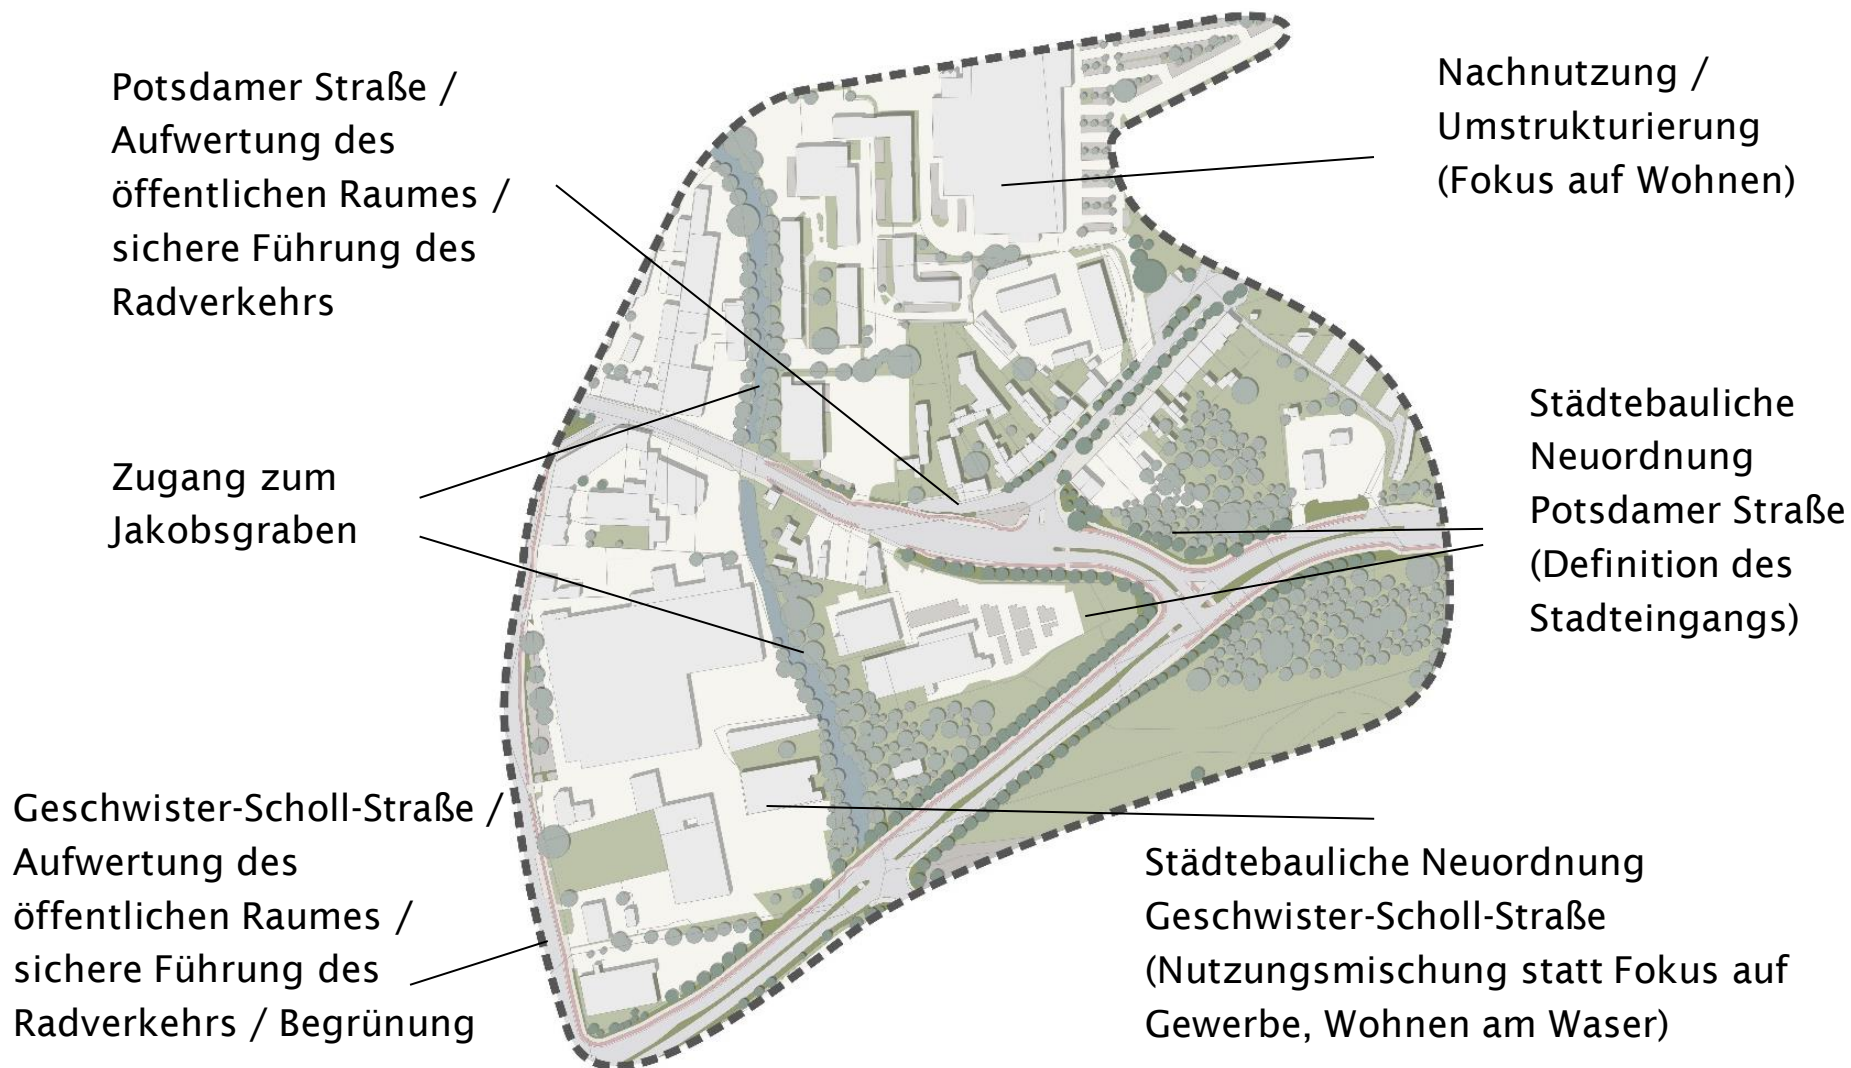 Potsdamer Straße /
Aufwertung des
öffentlichen Raumes /
sichere Führung des
Radverkehrs
Nachnutzung /
Umstrukturierung
(Fokus auf Wohnen)
Zugang zum
Jakobsgraben
Städtebauliche
Neuordnung
Potsdamer Straße
(Definition des
Stadteingangs)
Geschwister-Scholl-Straße /
Aufwertung des
öffentlichen Raumes /
sichere Führung des
Radverkehrs / Begrünung
Städtebauliche Neuordnung
Geschwister-Scholl-Straße
(Nutzungsmischung statt Fokus auf
Gewerbe, Wohnen am Waser)